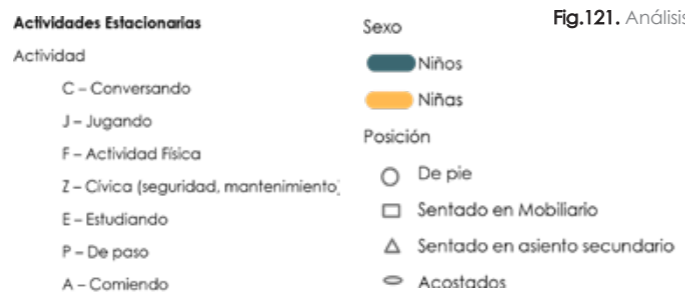 Actividades Estacionarias
Actividad
C – Conversando
J – Jugando
F – Actividad Física
Z – Cívica (seguridad, mantenimiento)
E – Estudiando
P – De paso
A – Comiendo
Sexo
Niños
Niñas
Posición
De pie
Sentado en Mobiliario
Sentado en asiento secundario
Acostados
Fig.121. Análisis